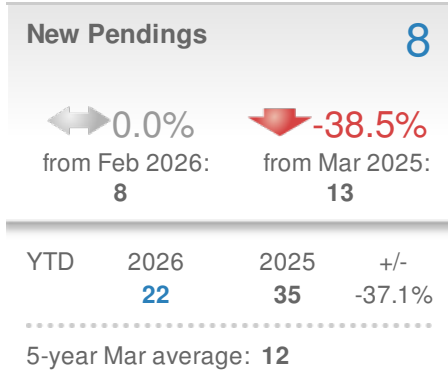 New Pendings 8
0.0% -38.5%
from Feb 2026: from Mar 2025:
8 13
YTD 2026 2025 +/-
22 35 -37.1%
5-year Mar average: 12